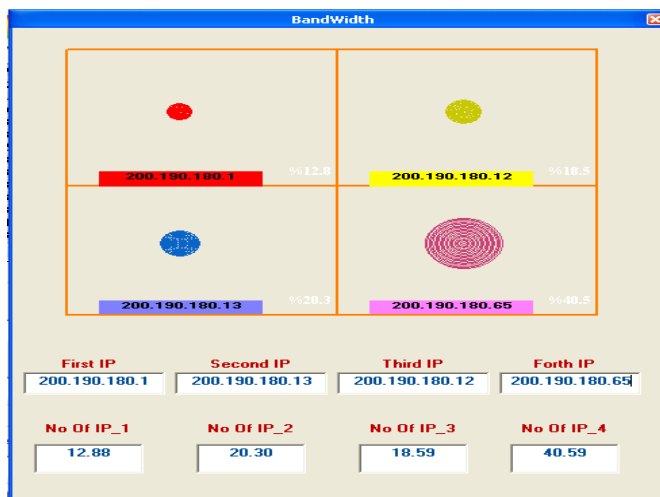 BandWidth
%12.8 %18.5
200.190.180.1 200.190.180.12
%20.3 %40.5
200.190.180.13 200.190.180.65
First IP Second IP Third IP Forth IP
200.190.180.1 200.190.180.13 200.190.180.12 200.190.180.65
No Of IP_1 No Of IP_2 No Of IP_3 No Of IP_4
12.88 20.30 18.59 40.59